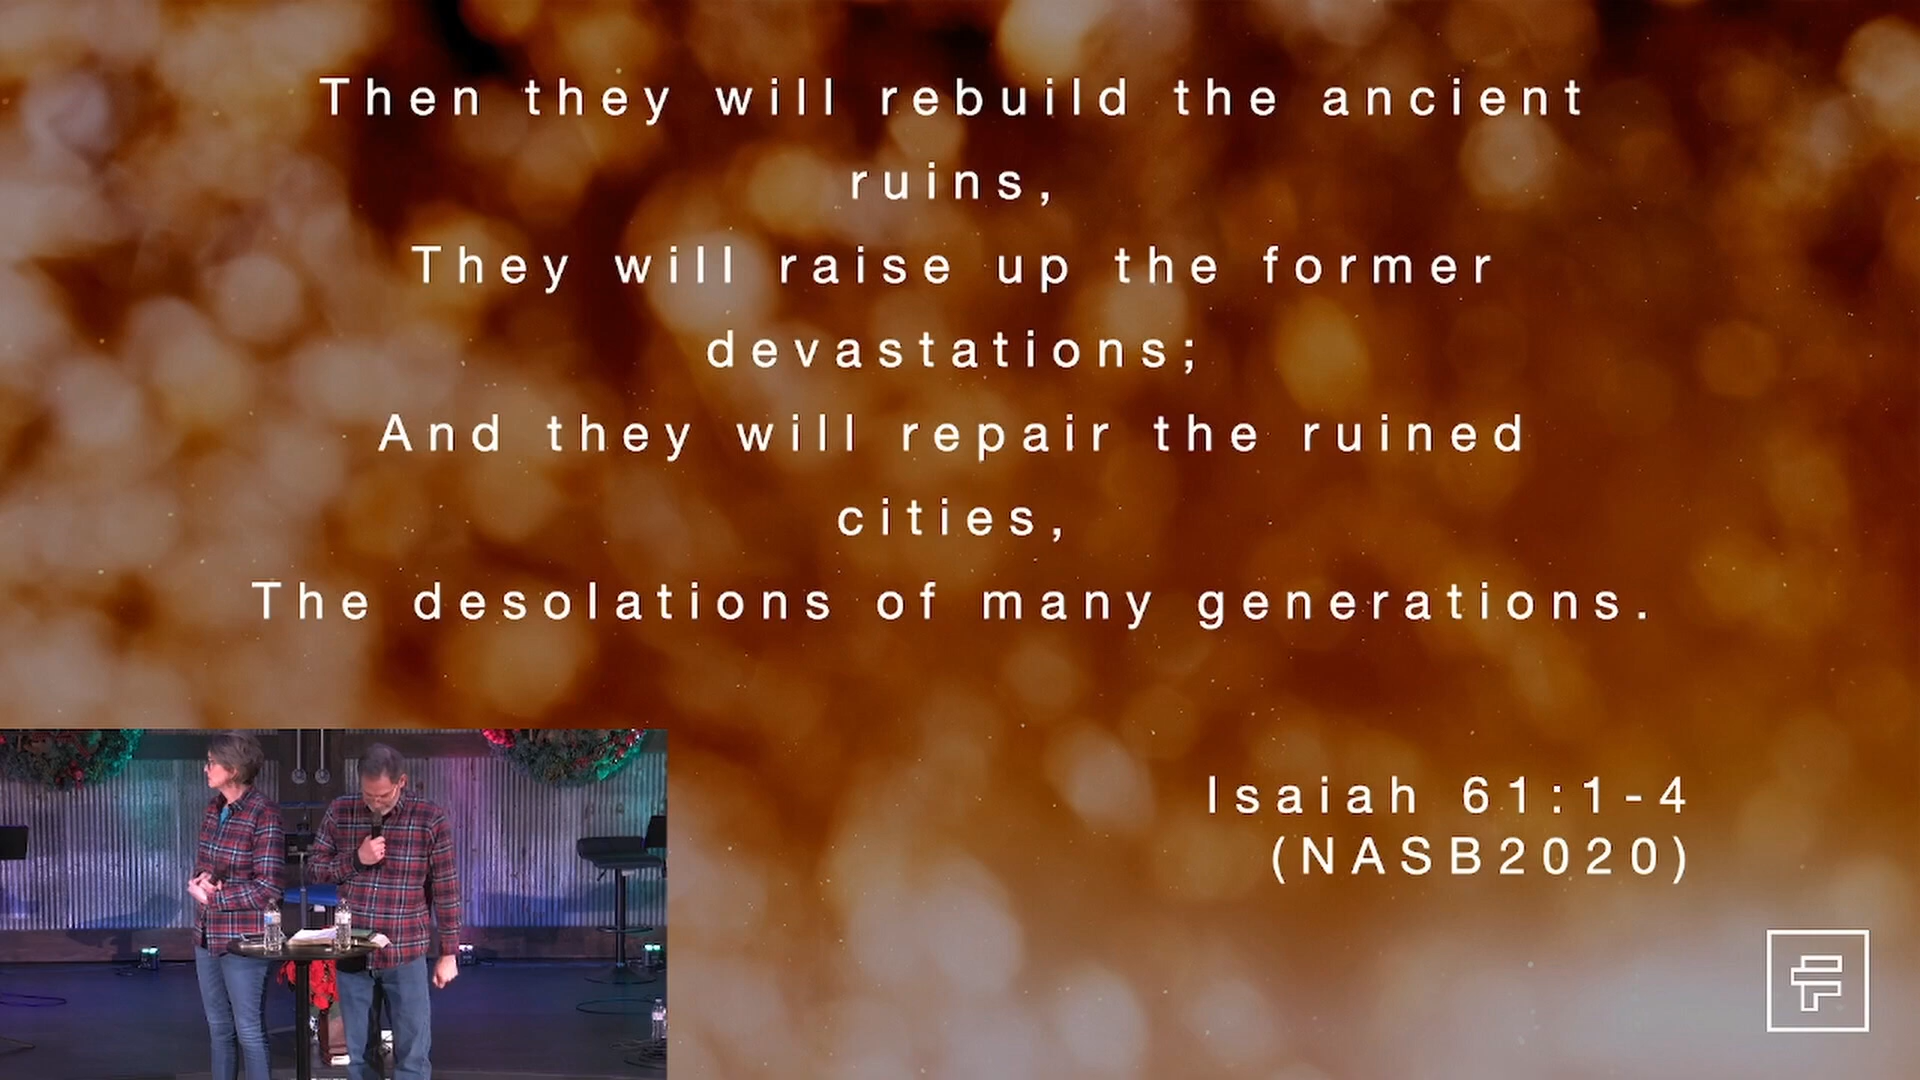 Then they will rebuild the ancient
ruins,
They will raise up the former
devastations;
And they will repair the ruined
cities,
The desolations of many generations.
Isaiah 61:1-4
(NASB2020)